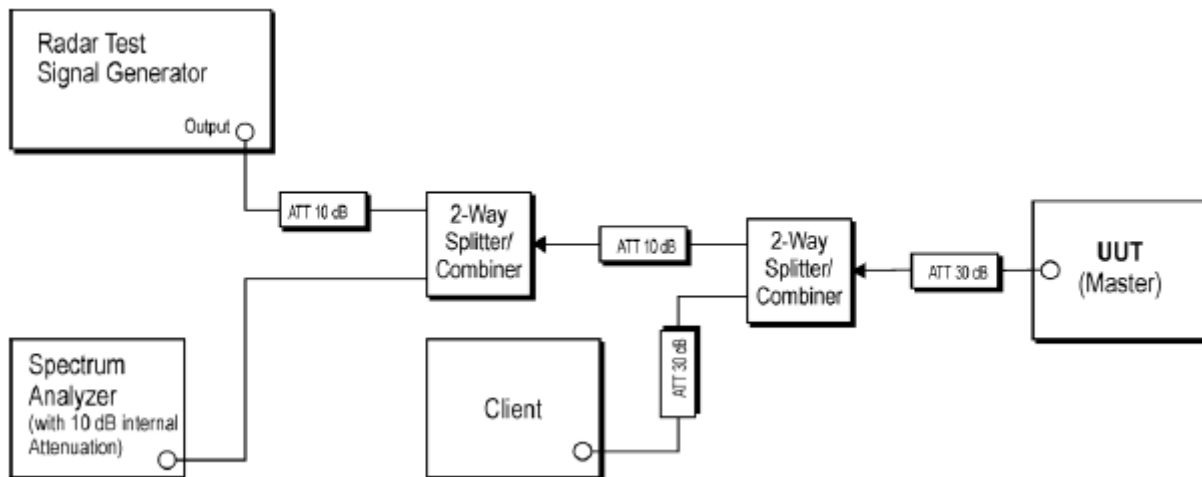 Radar Test
Signal Generator
Output
ATT 10 dB
2-Way
Splitter/
Combiner
ATT 10 dB
2-Way
Splitter/
Combiner
ATT 30 dB
UUT
(Master)
Spectrum
Analyzer
(with 10 dB internal
Attenuation)
Client
ATT 30 dB